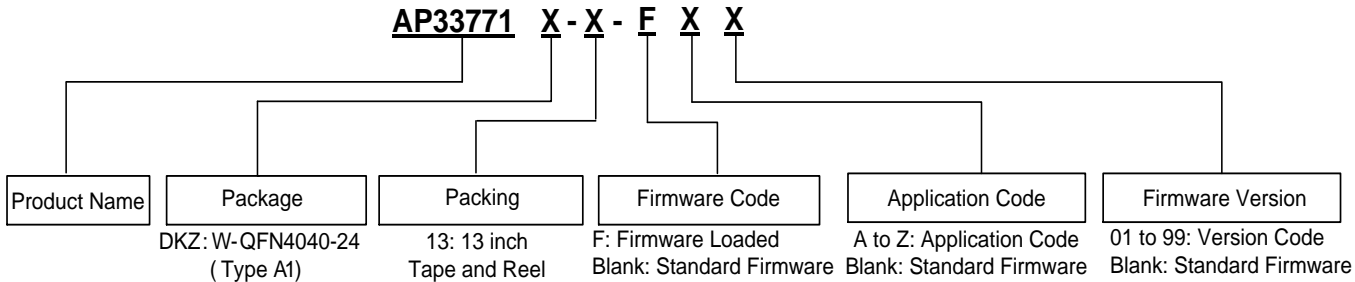 AP33771 X - X - F X X
Product Name
Package
Packing
Firmware Code
Application Code
Firmware Version
DKZ: W-QFN4040-24
( Type A1)
13: 13 inch
Tape and Reel
F: Firmware Loaded
Blank: Standard Firmware
A to Z: Application Code
Blank: Standard Firmware
01 to 99: Version Code
Blank: Standard Firmware